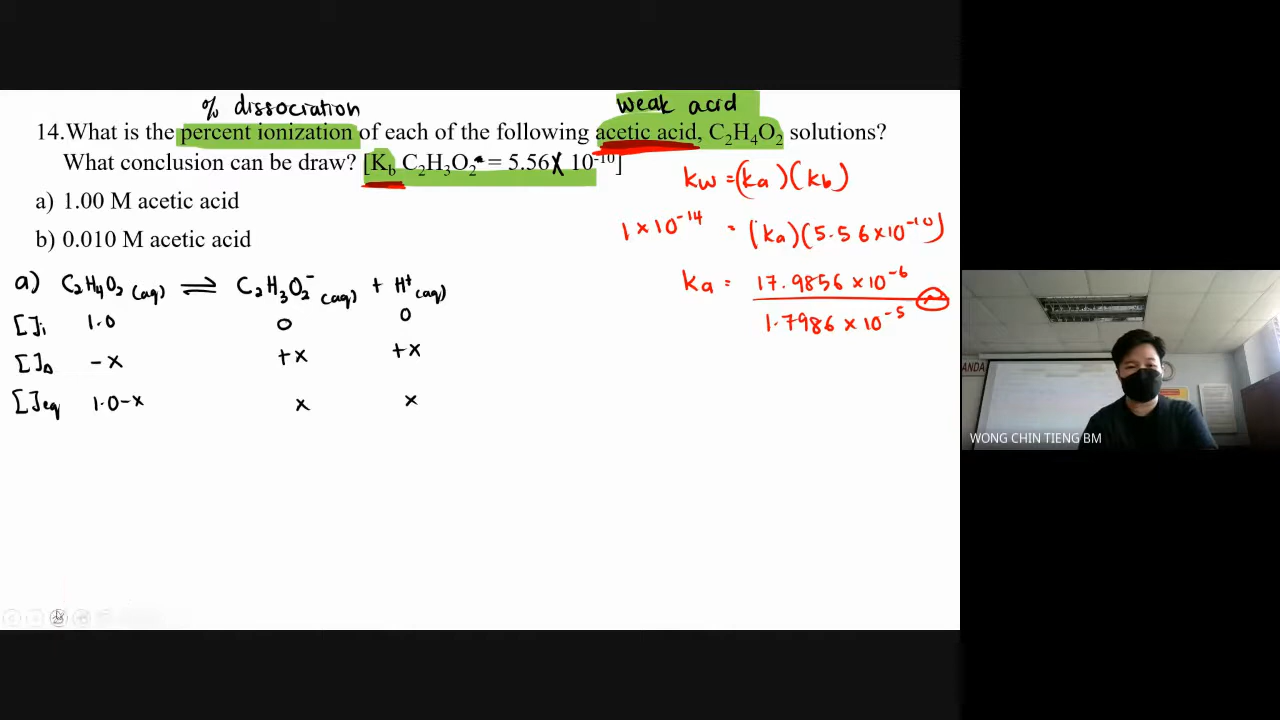 % dissociation
weak acid
14.What is the percent ionization of each of the following acetic acid, C₂H₄O₂ solutions?
What conclusion can be draw? [K_b C₂H₃O₂⁻ = 5.56 X 10⁻¹⁰]
kw = (ka)(kb)
a) 1.00 M acetic acid
1 x 10⁻¹⁴ = (ka)(5.56 x 10⁻¹⁰)
b) 0.010 M acetic acid
a) C₂H₄O₂ (aq) ⇌ C₂H₃O₂⁻ (aq) + H⁺ (aq)
ka = 17.9856 x 10⁻⁶
1.7986 x 10⁻⁵
[ ]i 1.0 0 0
[ ]Δ -x +x +x
[ ]eq 1.0-x x x
ANDA
WONG CHIN TIENG BM